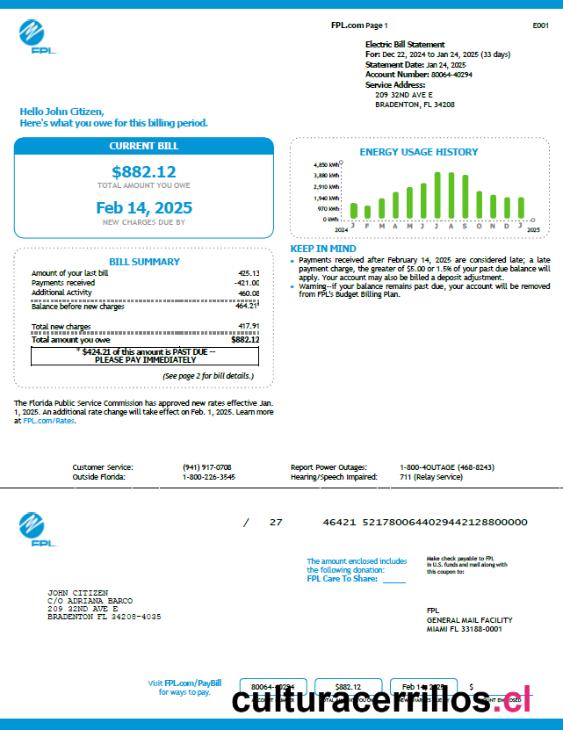 FPL.com Page 1
E001
FPL
Electric Bill Statement
For: Dec 22, 2024 to Jan 24, 2025 (33 days)
Statement Date: Jan 24, 2025
Account Number: 80064-40294
Service Address:
209 32ND AVE E
BRADENTON, FL 34208
Hello John Citizen,
Here's what you owe for this billing period.
CURRENT BILL
$882.12
TOTAL AMOUNT YOU OWE
Feb 14, 2025
NEW CHARGES DUE BY
ENERGY USAGE HISTORY
4,850 kWh
3,880 kWh
2,910 kWh
1,940 kWh
970 kWh
0 kWh
J F M A M J J A S O N D J
2024 2025
BILL SUMMARY
Amount of your last bill 425.13
Payments received -421.00
Additional Activity 460.08
Balance before new charges 464.21
Total new charges 417.91
Total amount you owe $882.12
* $424.21 of this amount is PAST DUE --
PLEASE PAY IMMEDIATELY
(See page 2 for bill details.)
KEEP IN MIND
Payments received after February 14, 2025 are considered late; a late
payment charge, the greater of $5.00 or 1.5% of your past due balance will
apply. Your account may also be billed a deposit adjustment.
Warning--if your balance remains past due, your account will be removed
from FPL's Budget Billing Plan.
The Florida Public Service Commission has approved new rates effective Jan.
1, 2025. An additional rate change will take effect on Feb. 1, 2025. Learn more
at FPL.com/Rates.
Customer Service: (941) 917-0708
Outside Florida: 1-800-226-3545
Report Power Outages: 1-800-4OUTAGE (468-8243)
Hearing/Speech Impaired: 711 (Relay Service)
FPL
/ 27 46421 5217800644029442128800000
The amount enclosed includes
the following donation:
FPL Care To Share: _____
Make check payable to FPL
in U.S. funds and mail along with
this coupon to:
JOHN CITIZEN
C/O ADRIANA BARCO
209 32ND AVE E
BRADENTON FL 34208-4035
FPL
GENERAL MAIL FACILITY
MIAMI FL 33188-0001
Visit FPL.com/PayBill
for ways to pay.
80064-40294
$882.12
Feb 14, 2025
$
culturacerrillos.cl